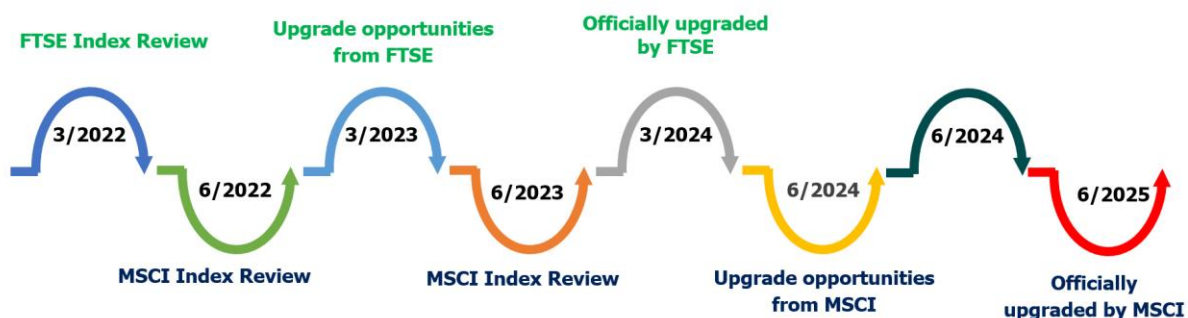 FTSE Index Review
Upgrade opportunities
from FTSE
Officially upgraded
by FTSE
3/2022
3/2023
3/2024
6/2024
6/2022
6/2023
6/2024
6/2025
MSCI Index Review
MSCI Index Review
Upgrade opportunities
from MSCI
Officially
upgraded by MSCI